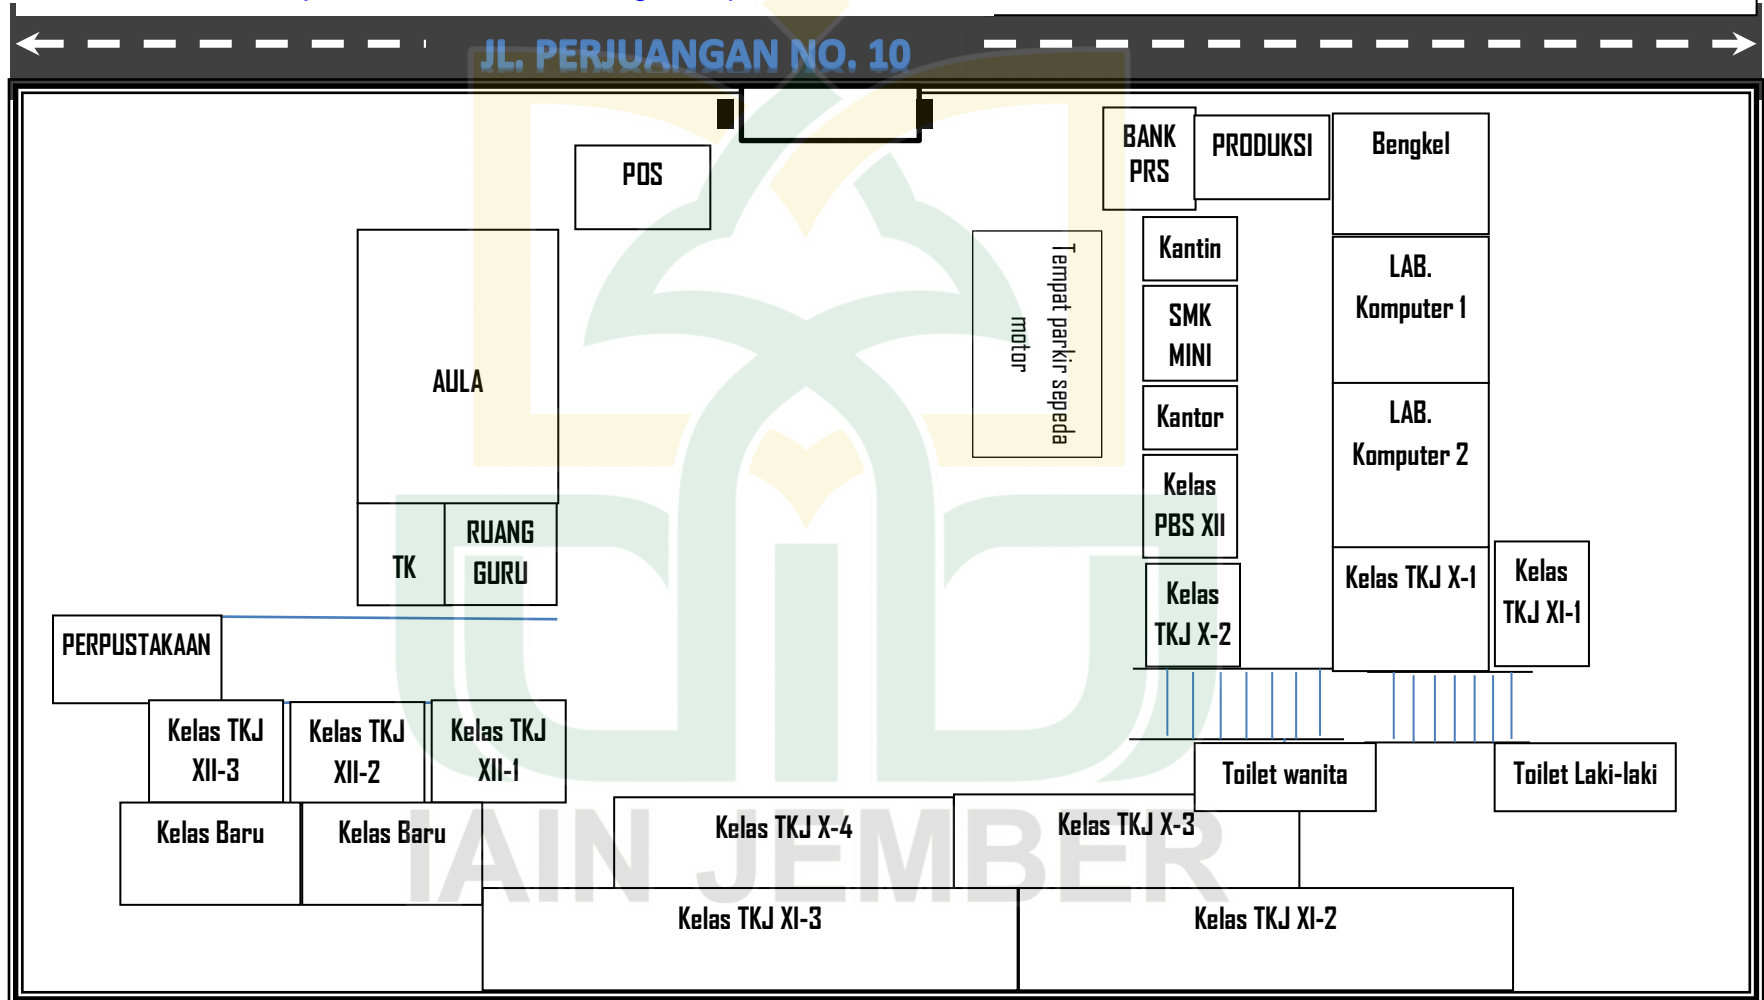 JL. PERJUANGAN NO. 10
BANK
PRS
PRODUKSI
Bengkel
POS
Kantin
LAB.
Komputer 1
Tempat parkir sepeda
motor
SMK
MINI
AULA
Kantor
LAB.
Komputer 2
Kelas
PBS XII
RUANG
GURU
TK
Kelas TKJ X-1
Kelas
TKJ XI-1
Kelas
TKJ X-2
PERPUSTAKAAN
Kelas TKJ
XII-3
Kelas TKJ
XII-2
Kelas TKJ
XII-1
Toilet wanita
Toilet Laki-laki
Kelas Baru
Kelas Baru
Kelas TKJ X-4
Kelas TKJ X-3
IAIN JEMBER
Kelas TKJ XI-3
Kelas TKJ XI-2